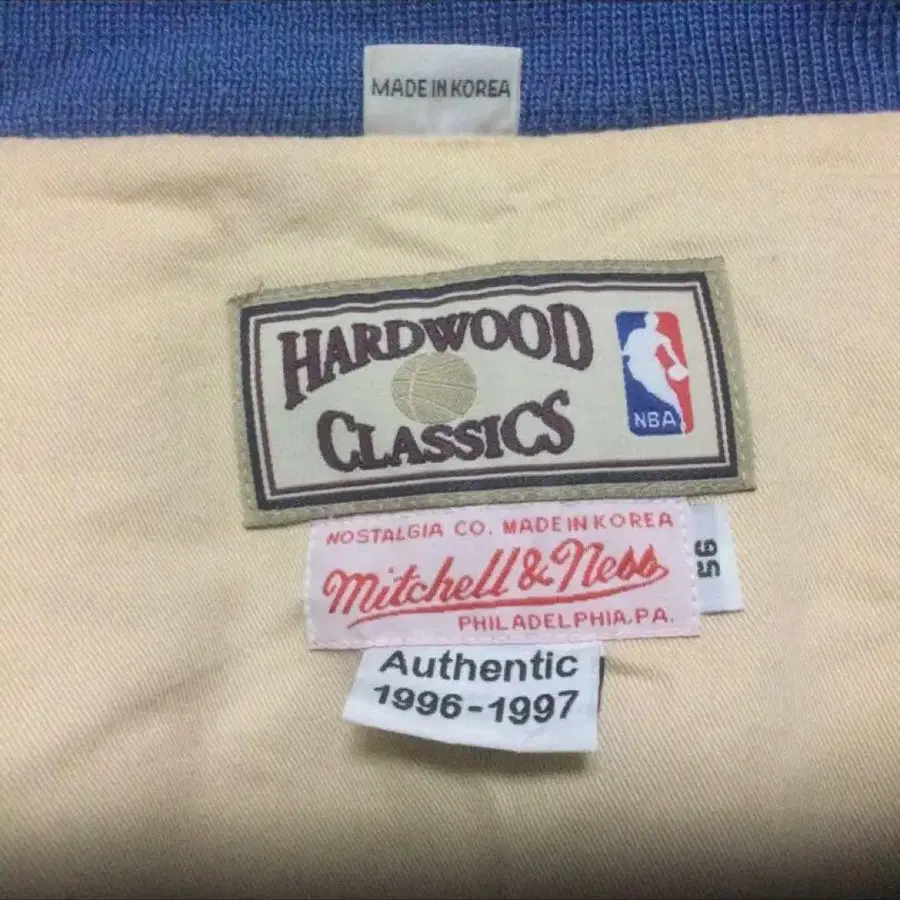 MADE IN KOREA
HARDWOOD
CLASSICS
NBA
NOSTALGIA CO. MADE IN KOREA
Mitchell & Ness
PHILADELPHIA, PA.
56
Authentic
1996-1997